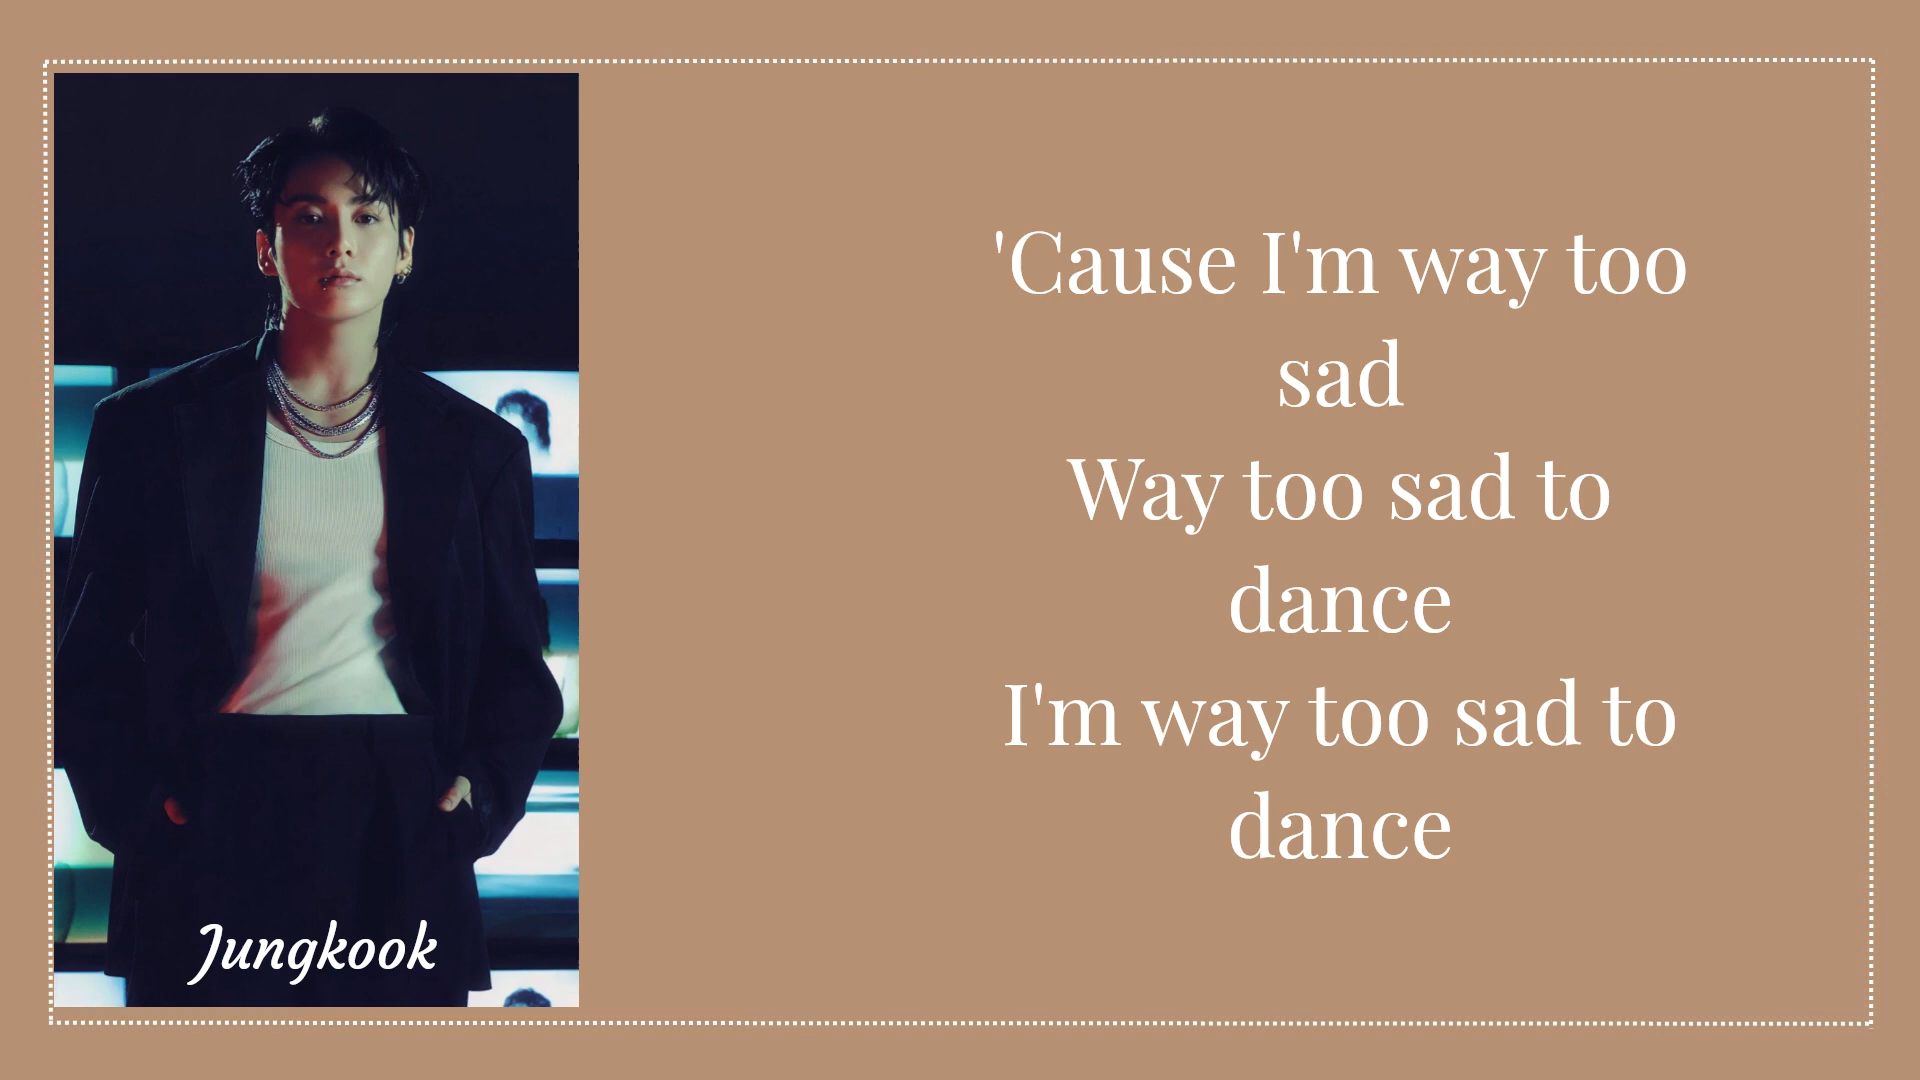 Jungkook
'Cause I'm way too
sad
Way too sad to
dance
I'm way too sad to
dance